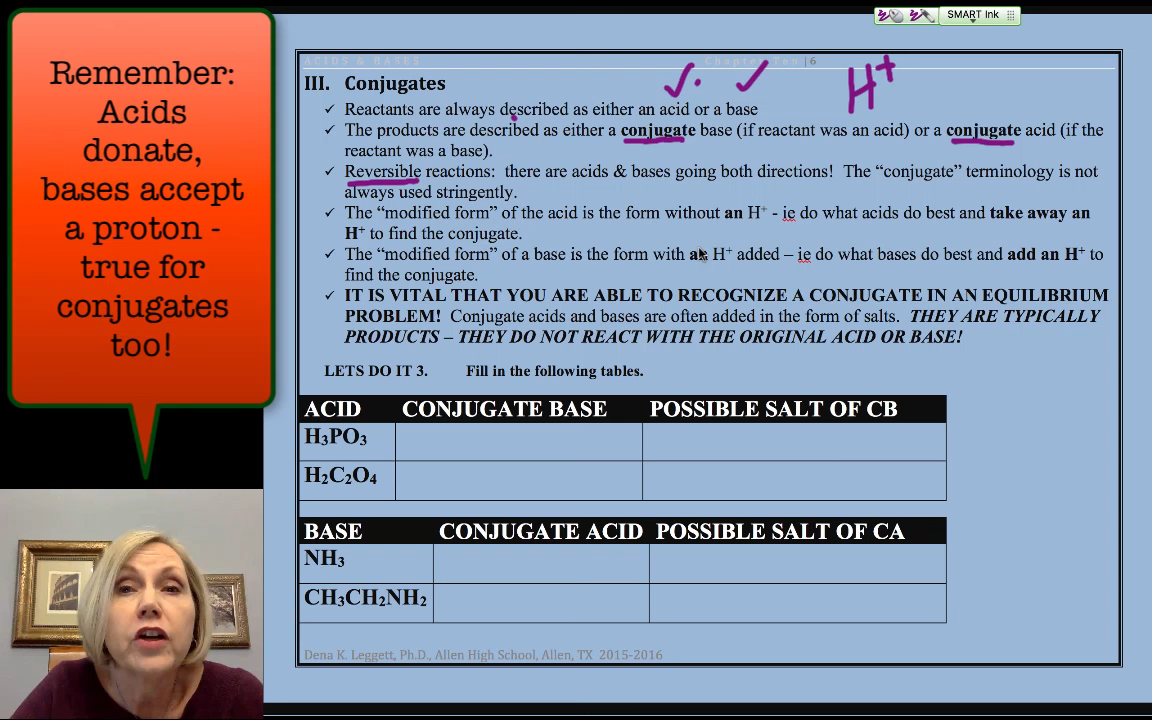 Remember:
Acids
donate,
bases accept
a proton -
true for
conjugates
too!
SMART Ink
ACIDS & BASES
Chapter Ten | 6
H+
III. Conjugates
✓ Reactants are always described as either an acid or a base
✓ The products are described as either a conjugate base (if reactant was an acid) or a conjugate acid (if the
reactant was a base).
✓ Reversible reactions: there are acids & bases going both directions! The “conjugate” terminology is not
always used stringently.
✓ The “modified form” of the acid is the form without an H+ - ie do what acids do best and take away an
H+ to find the conjugate.
✓ The “modified form” of a base is the form with an H+ added – ie do what bases do best and add an H+ to
find the conjugate.
✓ IT IS VITAL THAT YOU ARE ABLE TO RECOGNIZE A CONJUGATE IN AN EQUILIBRIUM
PROBLEM! Conjugate acids and bases are often added in the form of salts. THEY ARE TYPICALLY
PRODUCTS – THEY DO NOT REACT WITH THE ORIGINAL ACID OR BASE!
LETS DO IT 3. Fill in the following tables.
ACID CONJUGATE BASE POSSIBLE SALT OF CB
H₃PO₃
H₂C₂O₄
BASE CONJUGATE ACID POSSIBLE SALT OF CA
NH₃
CH₃CH₂NH₂
Dena K. Leggett, Ph.D., Allen High School, Allen, TX 2015-2016